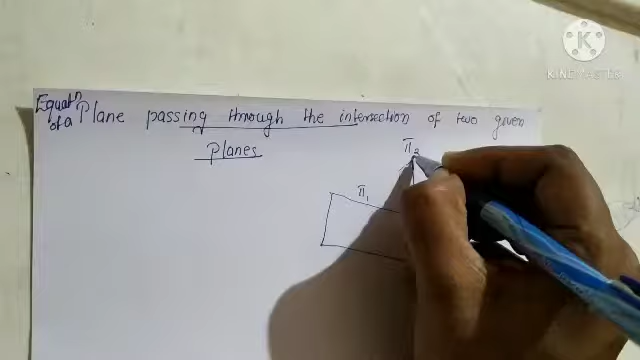 KINEMASTER
Equatn of a Plane passing through the intersection of two given
Planes
π₂
π₁